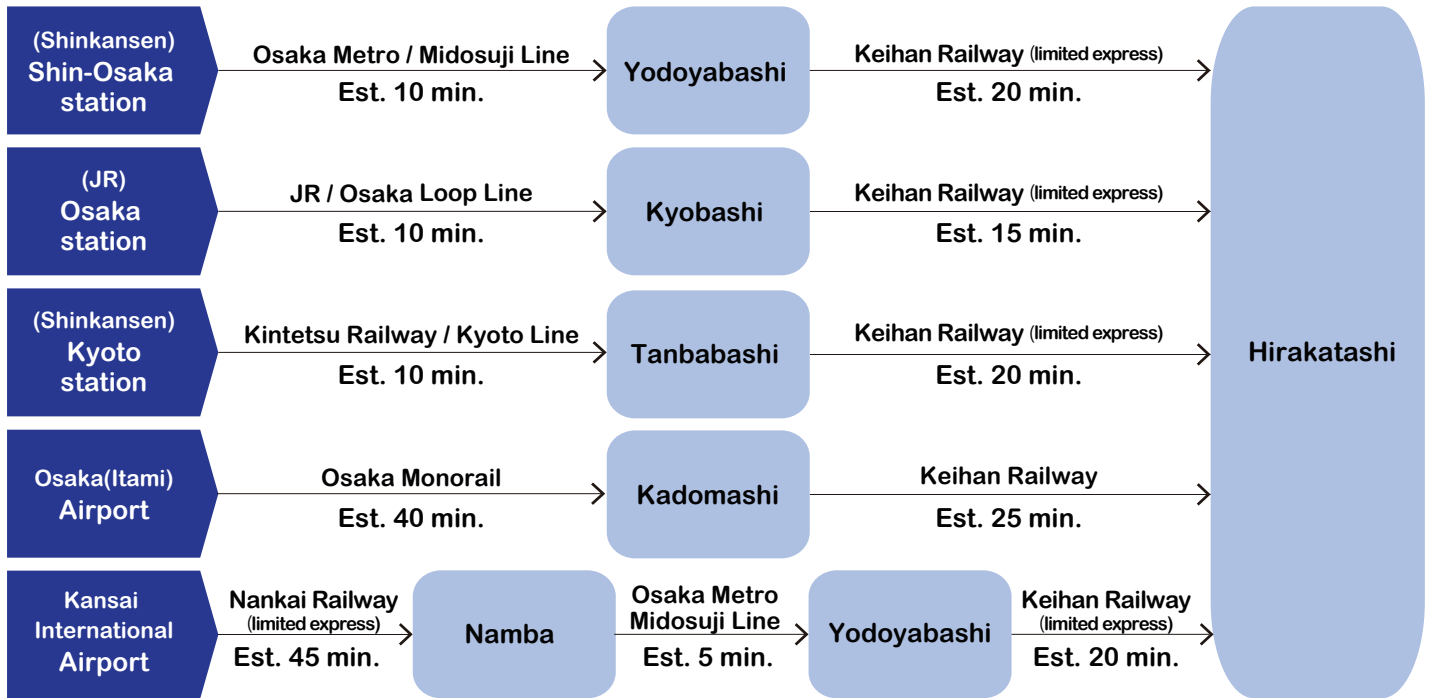 (Shinkansen)
Shin-Osaka
station
Osaka Metro / Midosuji Line
Est. 10 min.
Yodoyabashi
Keihan Railway (limited express)
Est. 20 min.
(JR)
Osaka
station
JR / Osaka Loop Line
Est. 10 min.
Kyobashi
Keihan Railway (limited express)
Est. 15 min.
(Shinkansen)
Kyoto
station
Kintetsu Railway / Kyoto Line
Est. 10 min.
Tanbabashi
Keihan Railway (limited express)
Est. 20 min.
Osaka(Itami)
Airport
Osaka Monorail
Est. 40 min.
Kadomashi
Keihan Railway
Est. 25 min.
Kansai
International
Airport
Nankai Railway
(limited express)
Est. 45 min.
Namba
Osaka Metro
Midosuji Line
Est. 5 min.
Yodoyabashi
Keihan Railway
(limited express)
Est. 20 min.
Hirakatashi